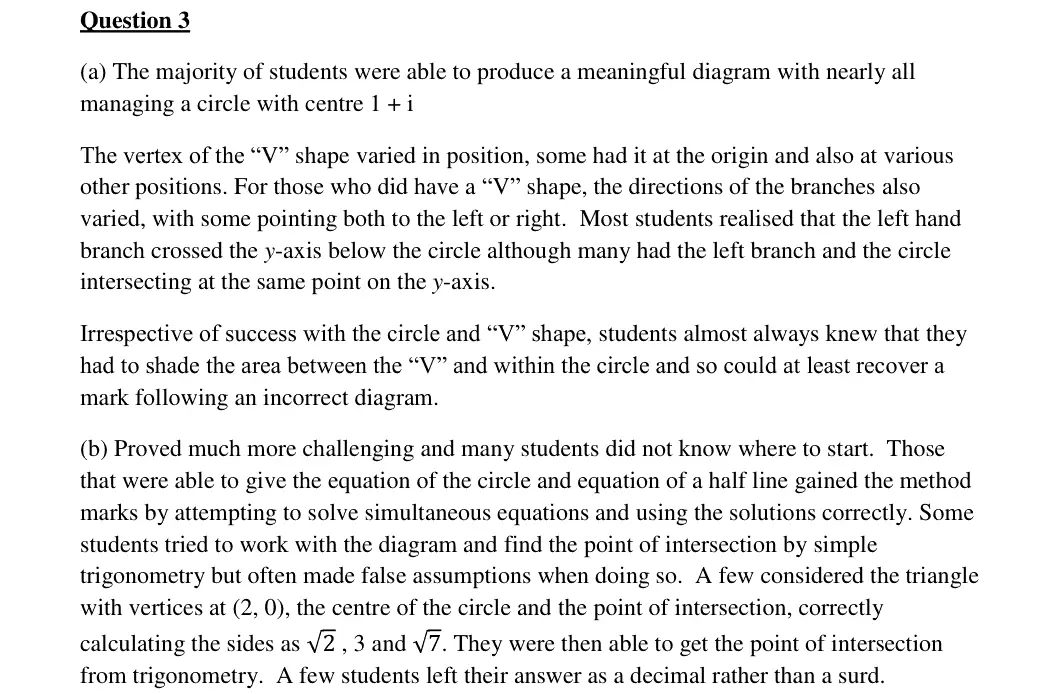 Question 3
(a) The majority of students were able to produce a meaningful diagram with nearly all
managing a circle with centre 1 + i
The vertex of the “V” shape varied in position, some had it at the origin and also at various
other positions. For those who did have a “V” shape, the directions of the branches also
varied, with some pointing both to the left or right.  Most students realised that the left hand
branch crossed the y-axis below the circle although many had the left branch and the circle
intersecting at the same point on the y-axis.
Irrespective of success with the circle and “V” shape, students almost always knew that they
had to shade the area between the “V” and within the circle and so could at least recover a
mark following an incorrect diagram.
(b) Proved much more challenging and many students did not know where to start.  Those
that were able to give the equation of the circle and equation of a half line gained the method
marks by attempting to solve simultaneous equations and using the solutions correctly. Some
students tried to work with the diagram and find the point of intersection by simple
trigonometry but often made false assumptions when doing so.  A few considered the triangle
with vertices at (2, 0), the centre of the circle and the point of intersection, correctly
calculating the sides as √2 , 3 and √7. They were then able to get the point of intersection
from trigonometry.  A few students left their answer as a decimal rather than a surd.